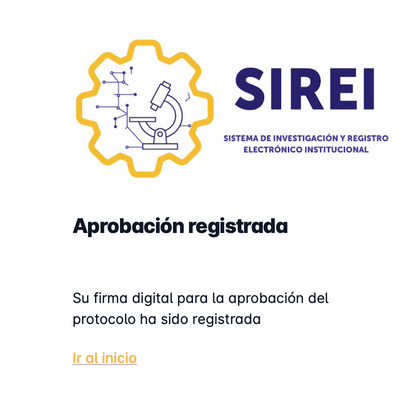 SIREI
SISTEMA DE INVESTIGACIÓN Y REGISTRO
ELECTRÓNICO INSTITUCIONAL
Aprobación registrada
Su firma digital para la aprobación del
protocolo ha sido registrada
Ir al inicio